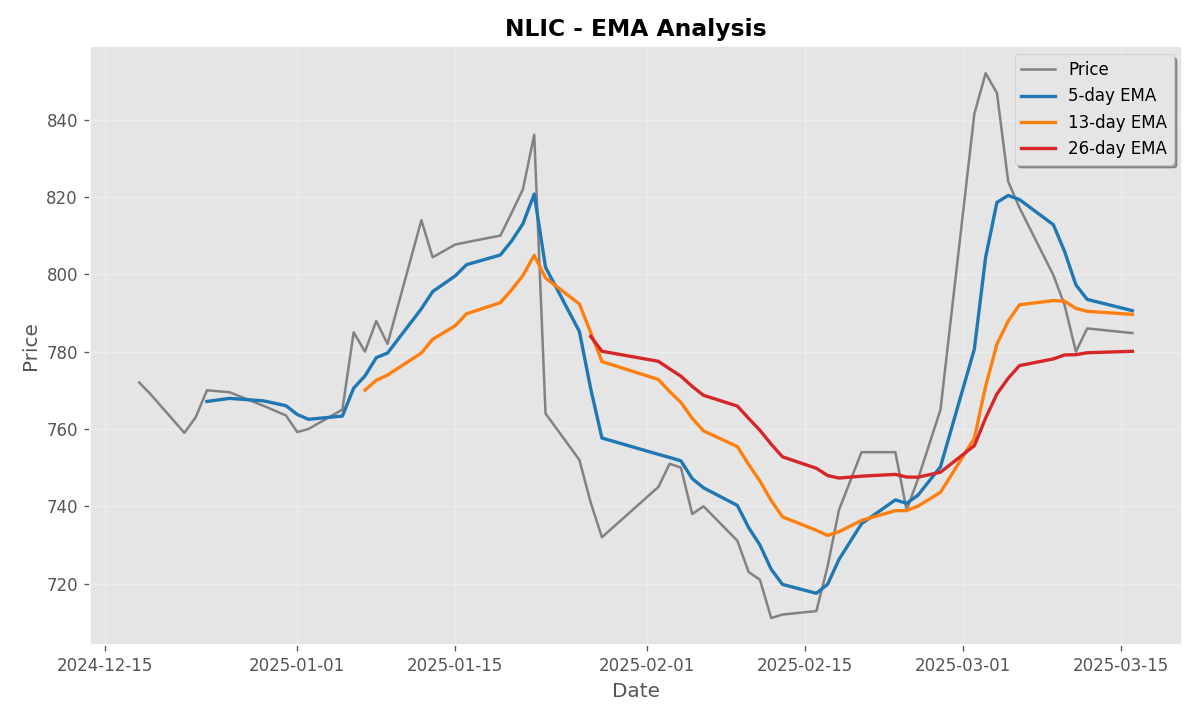 NLIC - EMA Analysis
Price
5-day EMA
13-day EMA
26-day EMA
840
820
800
780
760
740
720
Price
2024-12-15
2025-01-01
2025-01-15
2025-02-01
2025-02-15
2025-03-01
2025-03-15
Date